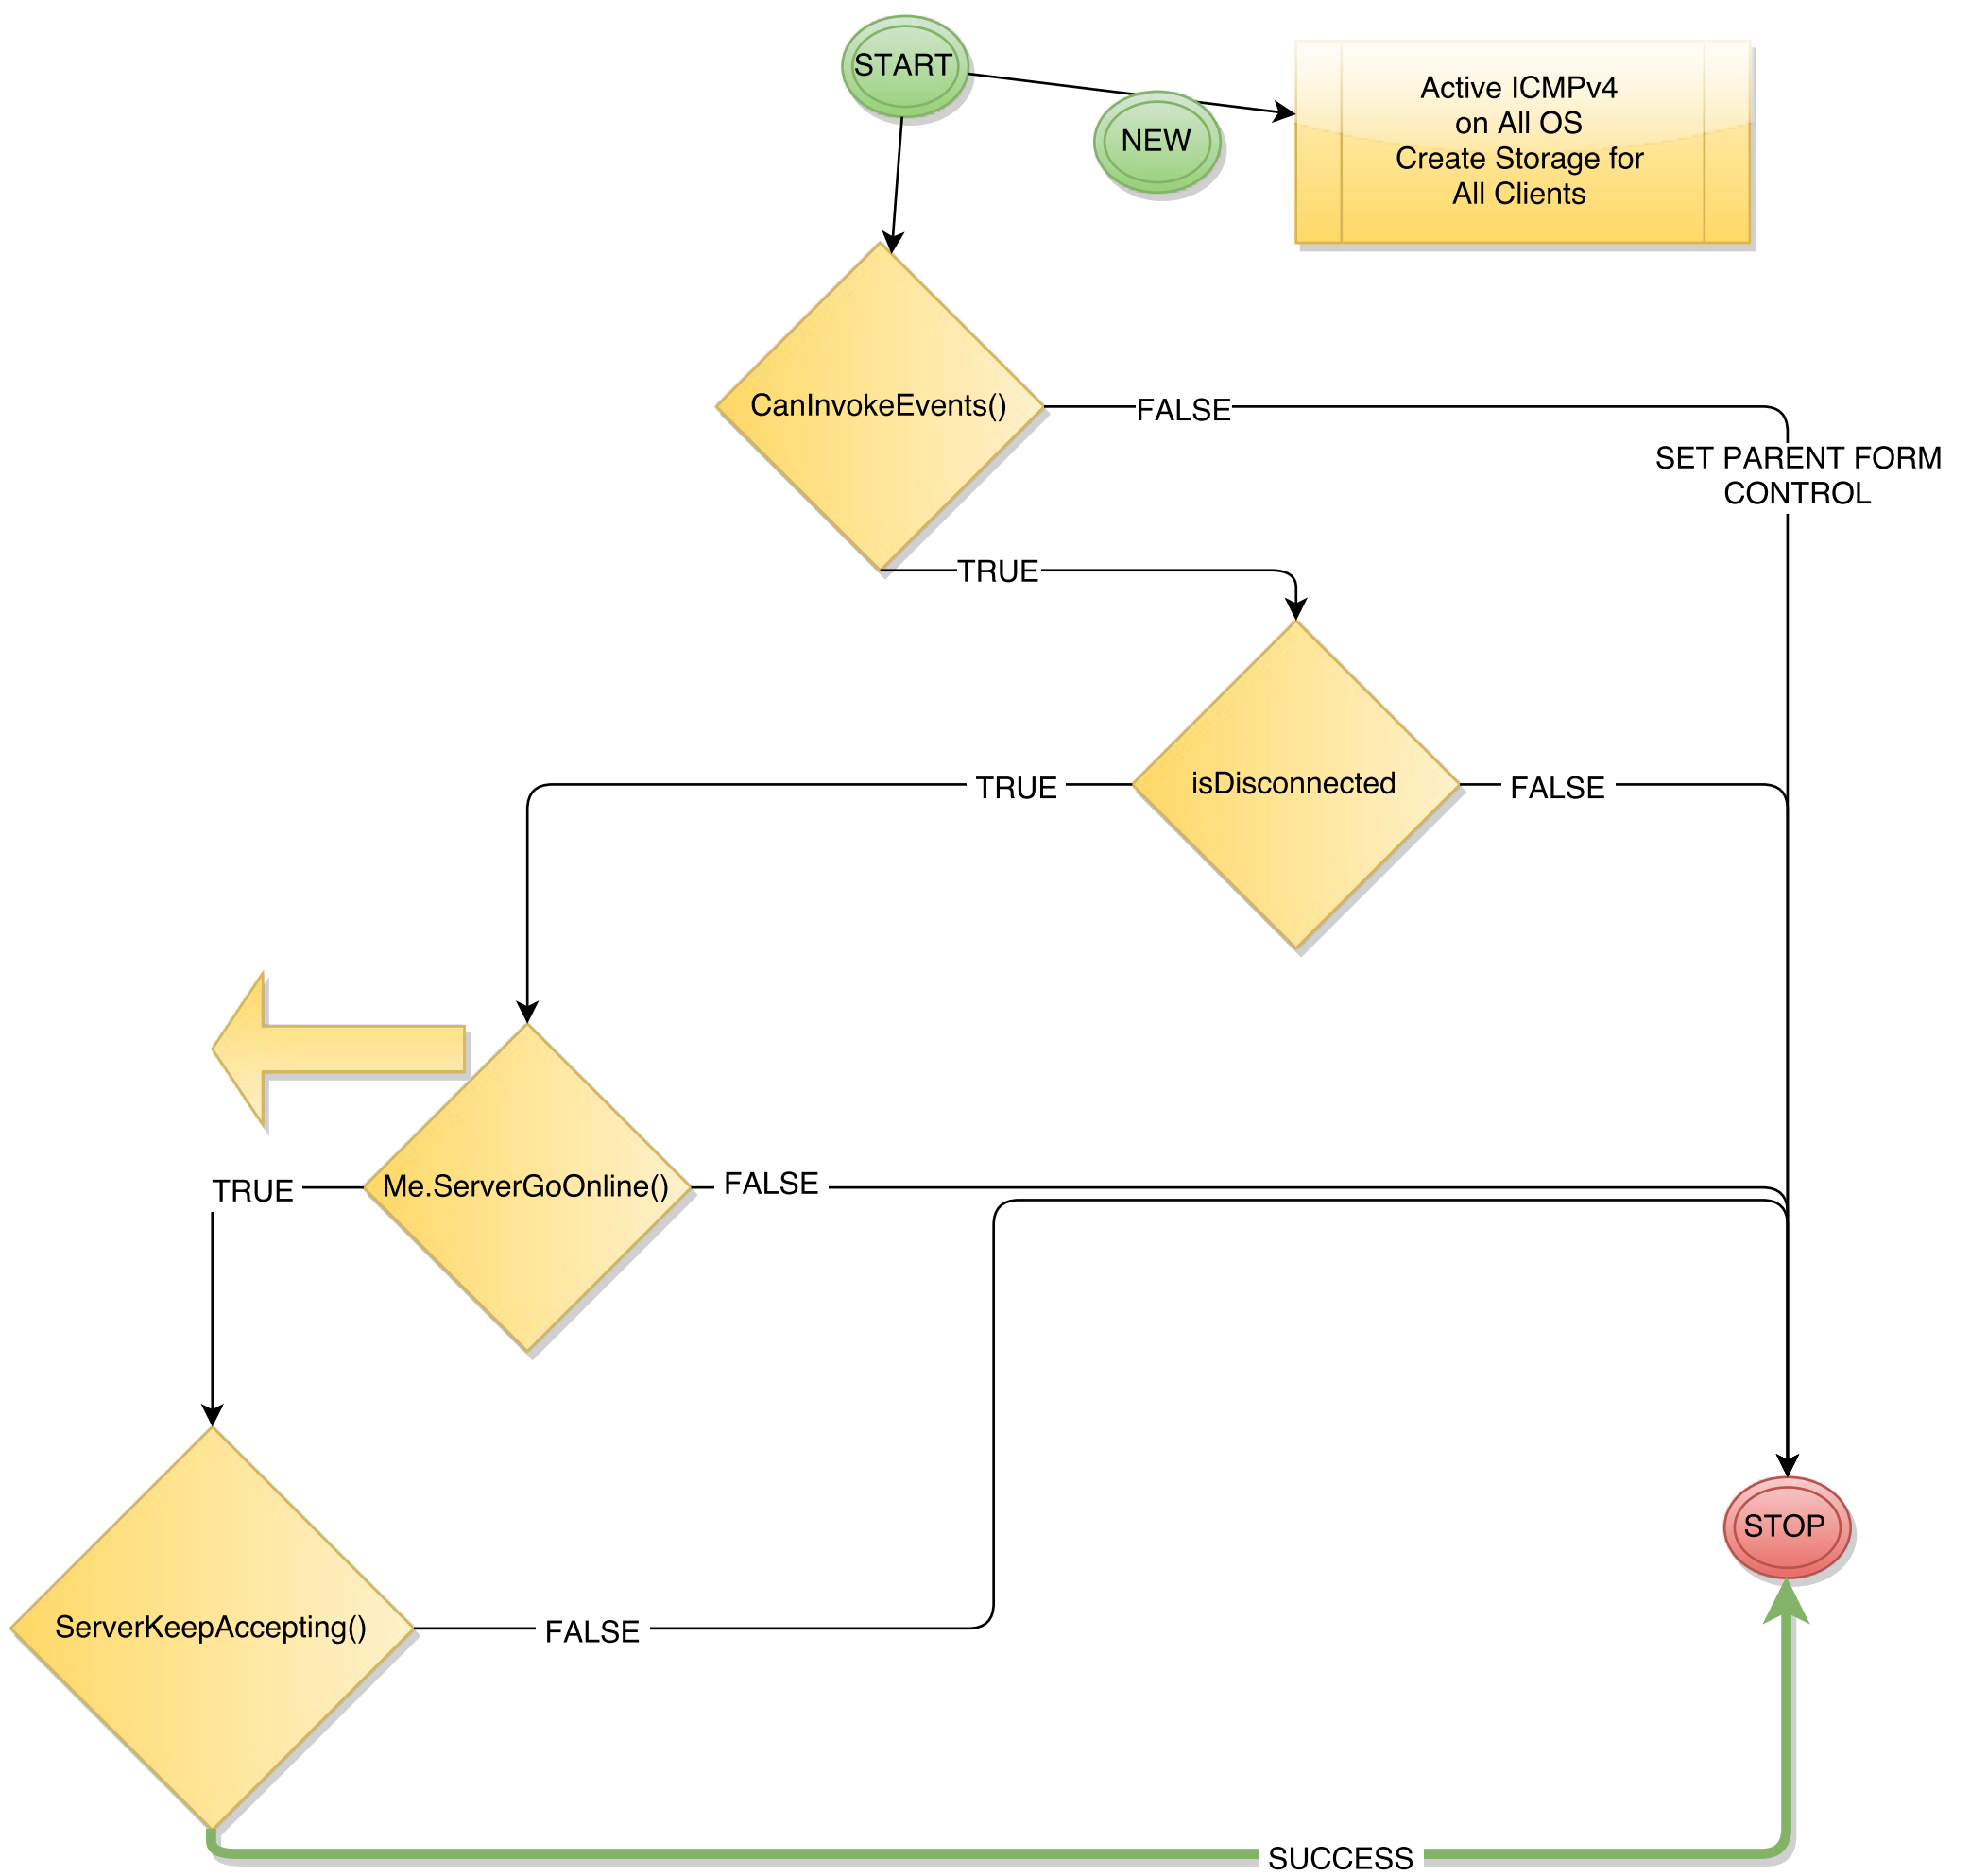 START
NEW
Active ICMPv4
on All OS
Create Storage for
All Clients
CanInvokeEvents()
FALSE
SET PARENT FORM
CONTROL
TRUE
isDisconnected
TRUE
FALSE
Me.ServerGoOnline()
TRUE
FALSE
STOP
ServerKeepAccepting()
FALSE
SUCCESS